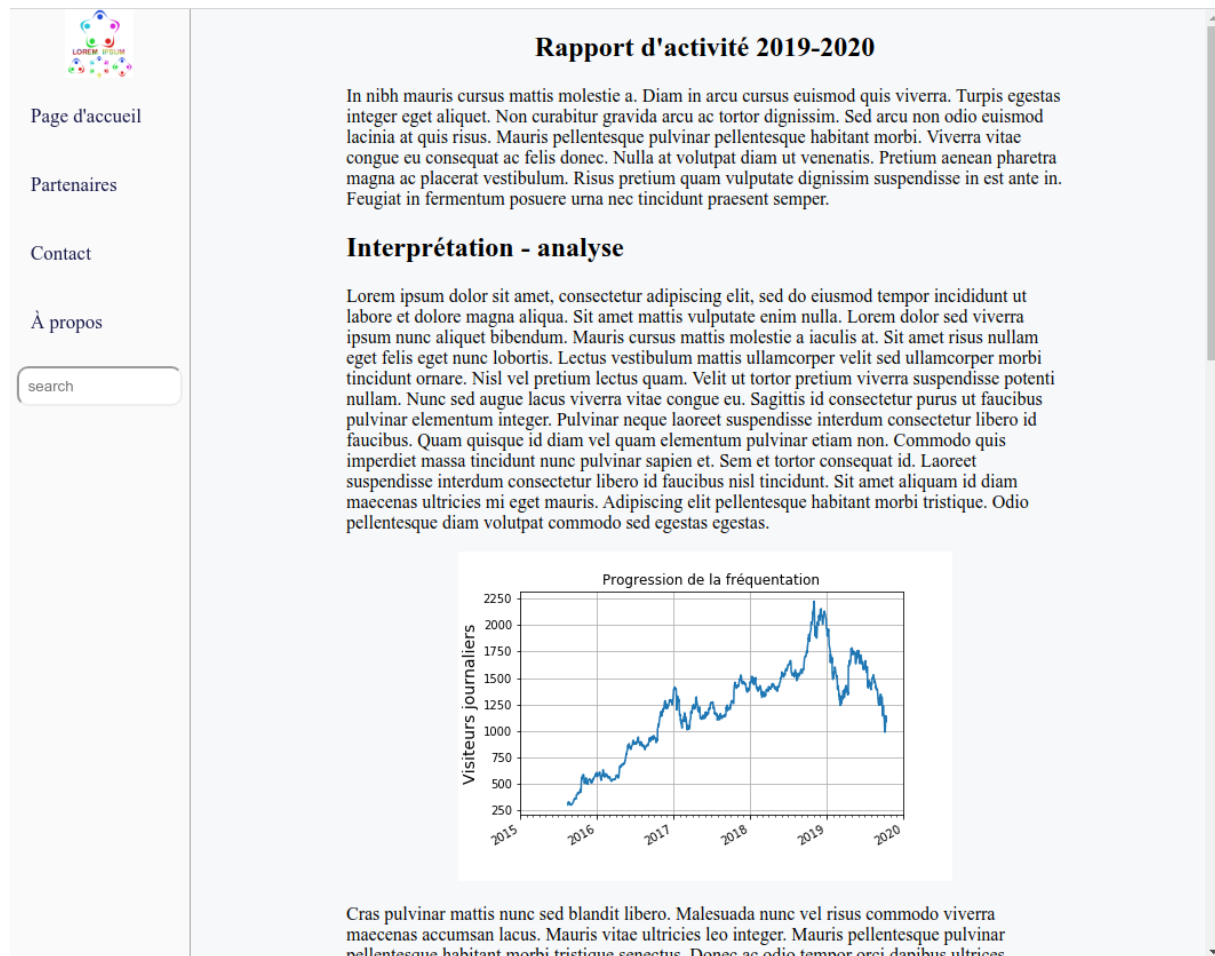 LOREM IPSUM
Page d'accueil
Partenaires
Contact
À propos
search
Rapport d'activité 2019-2020
In nibh mauris cursus mattis molestie a. Diam in arcu cursus euismod quis viverra. Turpis egestas
integer eget aliquet. Non curabitur gravida arcu ac tortor dignissim. Sed arcu non odio euismod
lacinia at quis risus. Mauris pellentesque pulvinar pellentesque habitant morbi. Viverra vitae
congue eu consequat ac felis donec. Nulla at volutpat diam ut venenatis. Pretium aenean pharetra
magna ac placerat vestibulum. Risus pretium quam vulputate dignissim suspendisse in est ante in.
Feugiat in fermentum posuere urna nec tincidunt praesent semper.
Interprétation - analyse
Lorem ipsum dolor sit amet, consectetur adipiscing elit, sed do eiusmod tempor incididunt ut
labore et dolore magna aliqua. Sit amet mattis vulputate enim nulla. Lorem dolor sed viverra
ipsum nunc aliquet bibendum. Mauris cursus mattis molestie a iaculis at. Sit amet risus nullam
eget felis eget nunc lobortis. Lectus vestibulum mattis ullamcorper velit sed ullamcorper morbi
tincidunt ornare. Nisl vel pretium lectus quam. Velit ut tortor pretium viverra suspendisse potenti
nullam. Nunc sed augue lacus viverra vitae congue eu. Sagittis id consectetur purus ut faucibus
pulvinar elementum integer. Pulvinar neque laoreet suspendisse interdum consectetur libero id
faucibus. Quam quisque id diam vel quam elementum pulvinar etiam non. Commodo quis
imperdiet massa tincidunt nunc pulvinar sapien et. Sem et tortor consequat id. Laoreet
suspendisse interdum consectetur libero id faucibus nisl tincidunt. Sit amet aliquam id diam
maecenas ultricies mi eget mauris. Adipiscing elit pellentesque habitant morbi tristique. Odio
pellentesque diam volutpat commodo sed egestas egestas.
Progression de la fréquentation
Visiteurs journaliers
2250
2000
1750
1500
1250
1000
750
500
250
2015 2016 2017 2018 2019 2020
Cras pulvinar mattis nunc sed blandit libero. Malesuada nunc vel risus commodo viverra
maecenas accumsan lacus. Mauris vitae ultricies leo integer. Mauris pellentesque pulvinar
pellentesque habitant morbi tristique senectus. Donec ac odio tempor orci dapibus ultrices